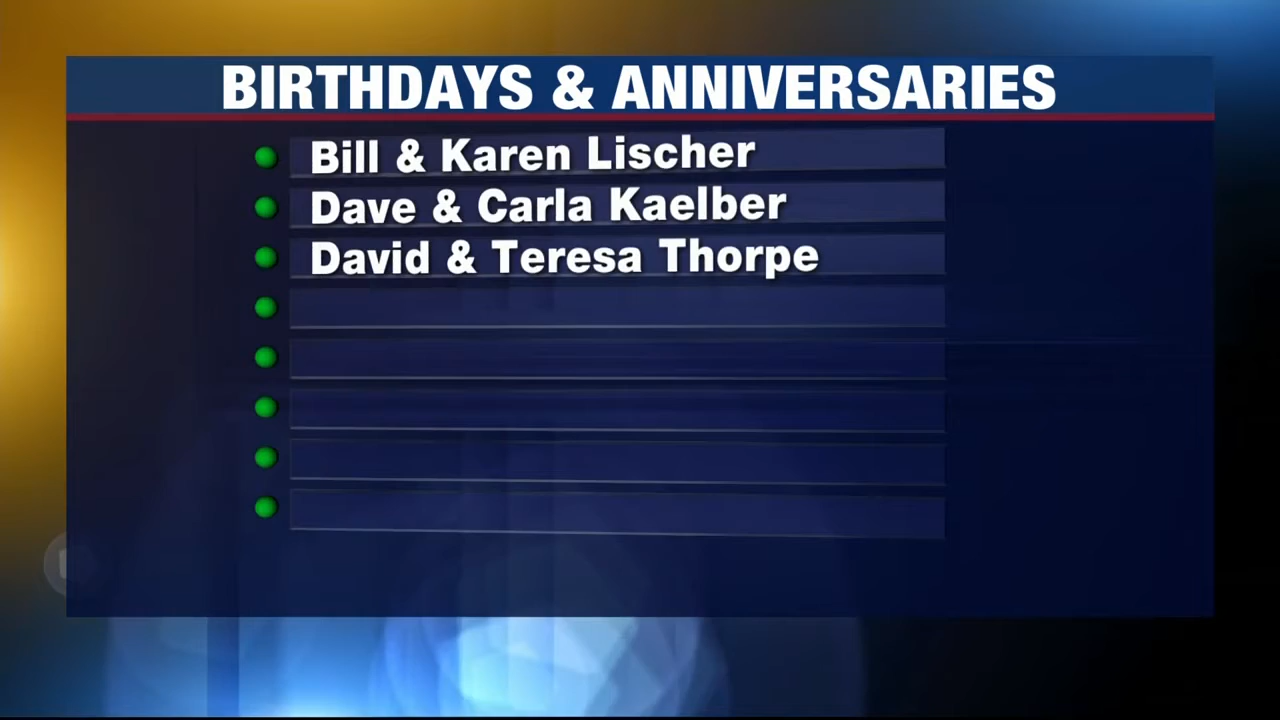 BIRTHDAYS & ANNIVERSARIES
Bill & Karen Lischer
Dave & Carla Kaelber
David & Teresa Thorpe